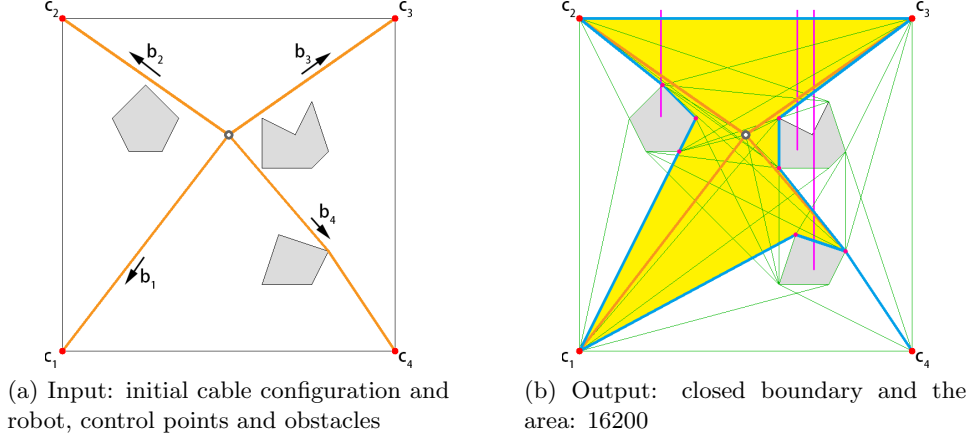 c2
c3
b2
b3
b4
b1
c1
c4
(a) Input: initial cable configuration and
robot, control points and obstacles
c2
c3
c1
c4
(b) Output: closed boundary and the
area: 16200